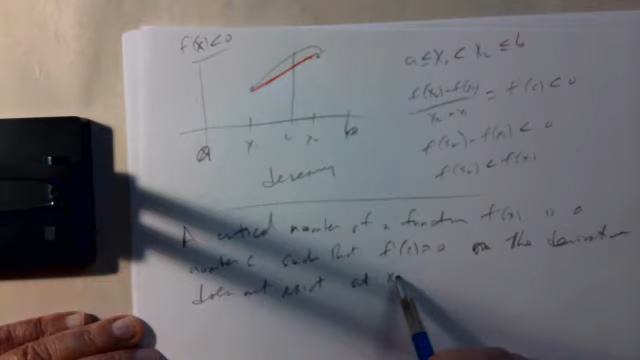 f(x) < 0
a ≤ x₁ < x₂ ≤ b
f(x₂) - f(x₁) / x₂ - x₁ = f'(c) < 0
f(x₂) - f(x₁) < 0
f(x₂) < f(x₁)
a x₁ c x₂ b
A critical number of a function f(x) is a
number c such that f'(c) = 0 or the derivative
does not exist at x